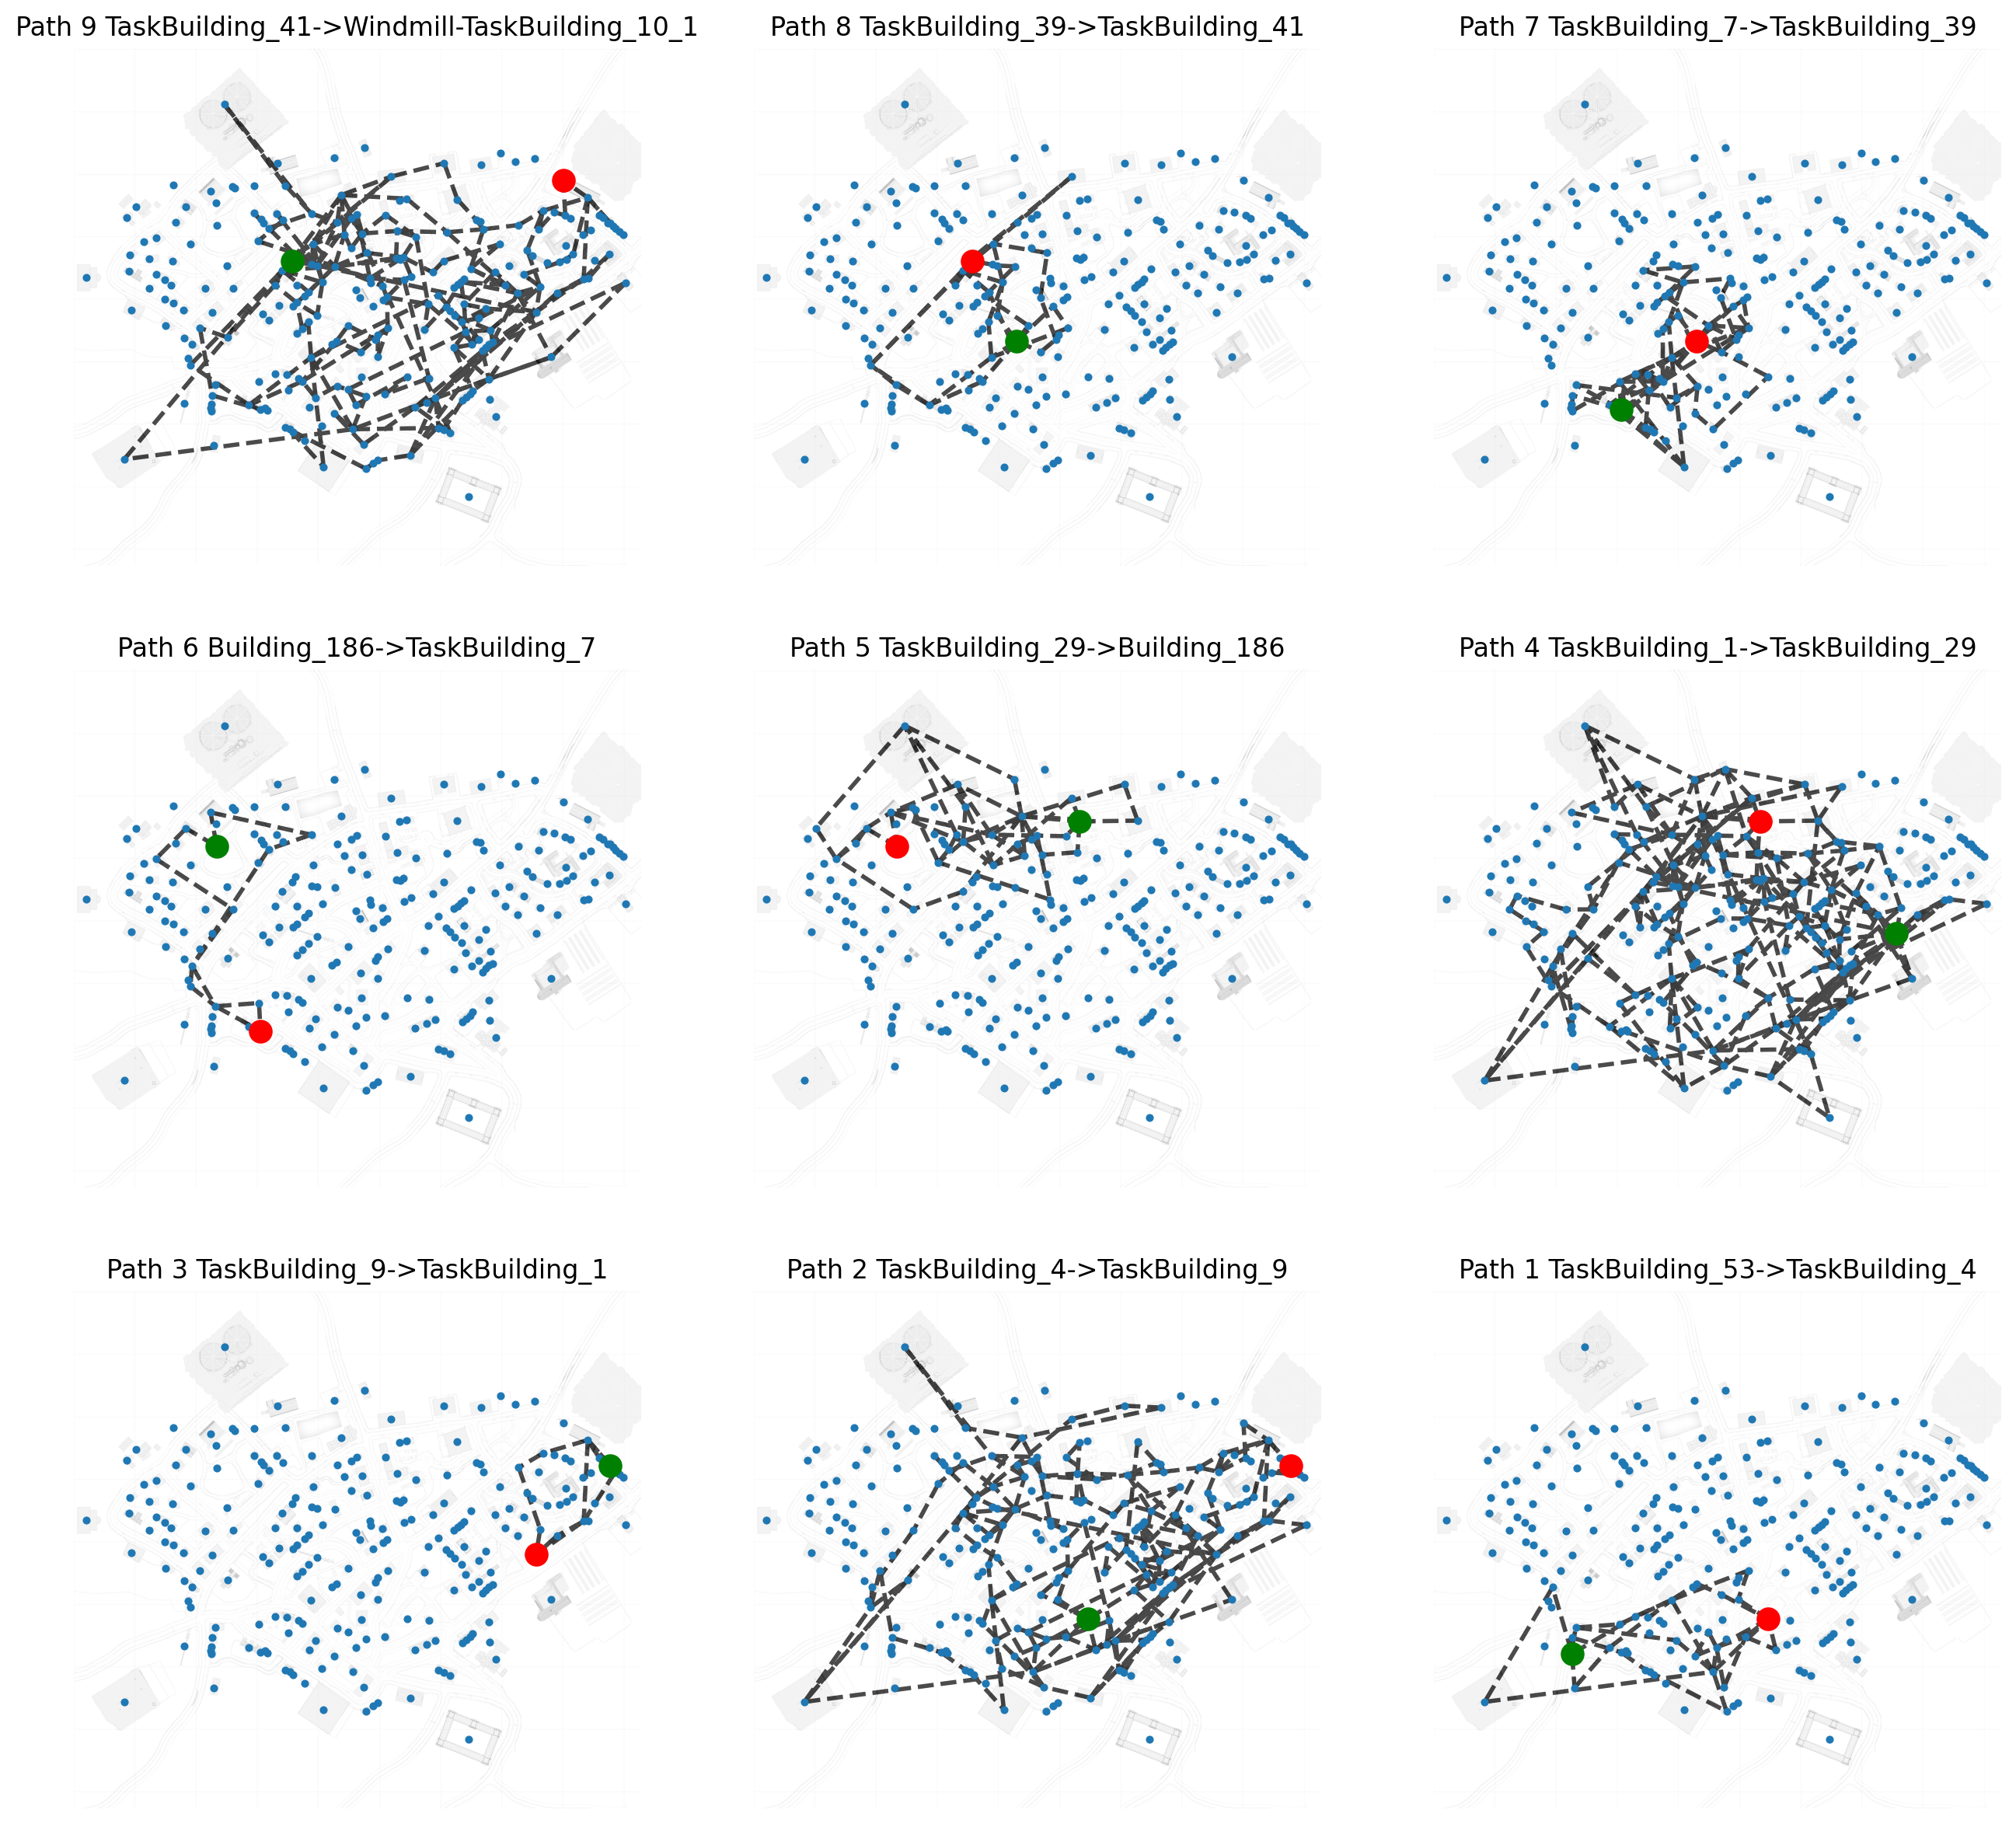 Path 9 TaskBuilding_41->Windmill-TaskBuilding_10_1
Path 8 TaskBuilding_39->TaskBuilding_41
Path 7 TaskBuilding_7->TaskBuilding_39
Path 6 Building_186->TaskBuilding_7
Path 5 TaskBuilding_29->Building_186
Path 4 TaskBuilding_1->TaskBuilding_29
Path 3 TaskBuilding_9->TaskBuilding_1
Path 2 TaskBuilding_4->TaskBuilding_9
Path 1 TaskBuilding_53->TaskBuilding_4